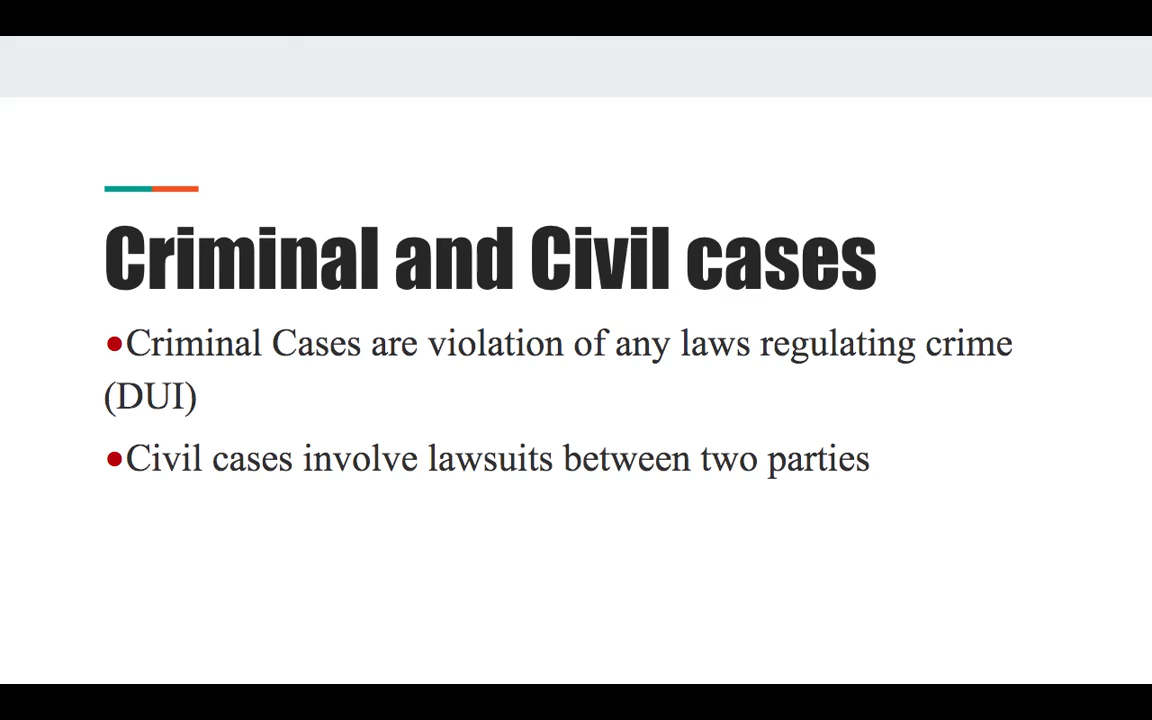 Criminal and Civil cases
●Criminal Cases are violation of any laws regulating crime
(DUI)
●Civil cases involve lawsuits between two parties